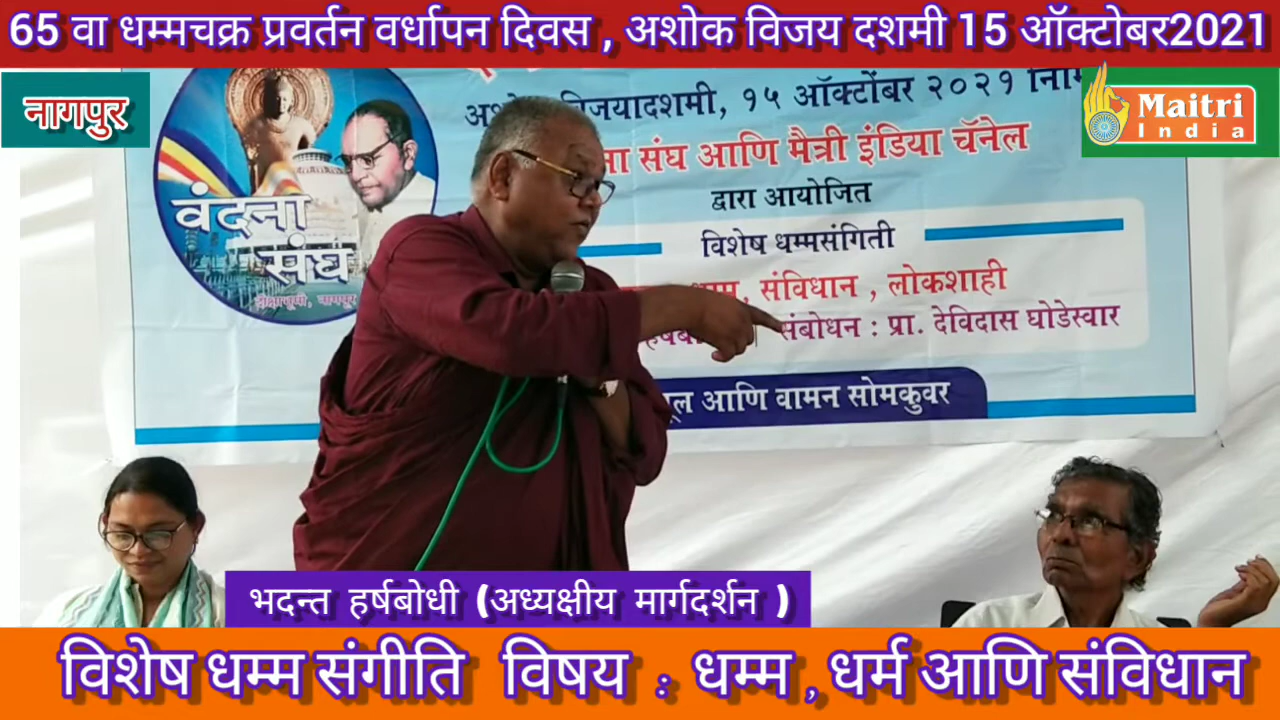 65 वा धम्मचक्र प्रवर्तन वर्धापन दिवस , अशोक विजय दशमी 15 ऑक्टोबर2021
नागपुर
Maitri
India
विजयादशमी, १५ ऑक्टोंबर २०२१
संघ आणि मैत्री इंडिया चॅनेल
द्वारा आयोजित
विशेष धम्मसंगिती
संविधान , लोकशाही
संबोधन : प्रा. देविदास घोडेस्वार
आणि वामन सोमकुवर
वंदना
संघ
दीक्षाभूमी, नागपूर
भदन्त हर्षबोधी (अध्यक्षीय मार्गदर्शन )
विशेष धम्म संगीति विषय : धम्म , धर्म आणि संविधान